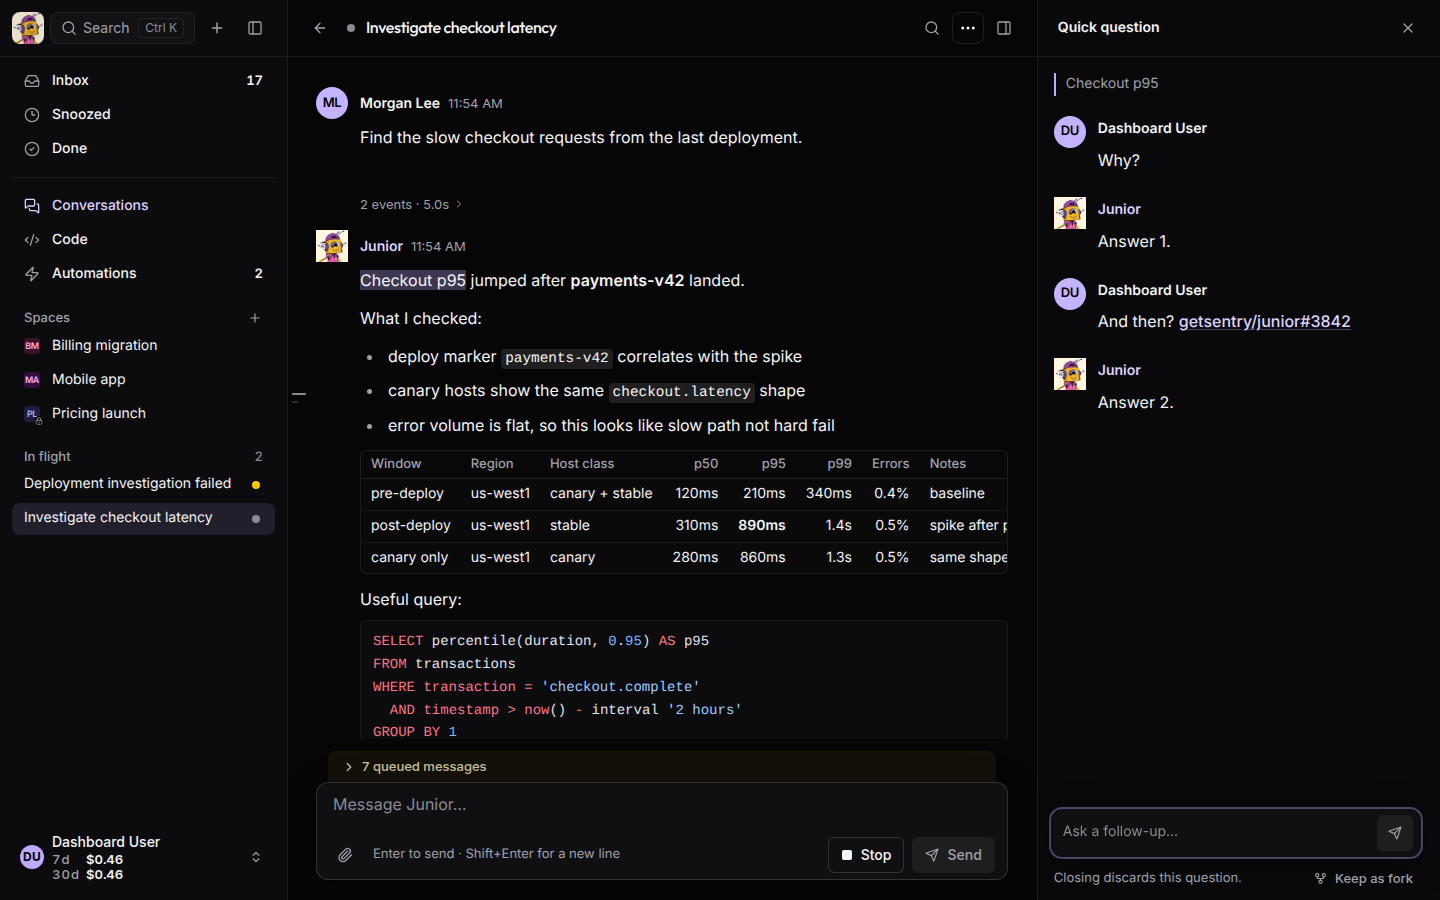 Search Ctrl K
Inbox 17
Snoozed
Done
Conversations
Code
Automations 2
Spaces
BM Billing migration
MA Mobile app
PL Pricing launch
In flight 2
Deployment investigation failed
Investigate checkout latency
DU Dashboard User
7d $0.46
30d $0.46
Investigate checkout latency
ML Morgan Lee 11:54 AM
Find the slow checkout requests from the last deployment.
2 events · 5.0s
Junior 11:54 AM
Checkout p95 jumped after payments-v42 landed.
What I checked:
• deploy marker payments-v42 correlates with the spike
• canary hosts show the same checkout.latency shape
• error volume is flat, so this looks like slow path not hard fail
Window Region Host class p50 p95 p99 Errors Notes
pre-deploy us-west1 canary + stable 120ms 210ms 340ms 0.4% baseline
post-deploy us-west1 stable 310ms 890ms 1.4s 0.5% spike after p
canary only us-west1 canary 280ms 860ms 1.3s 0.5% same shape
Useful query:
SELECT percentile(duration, 0.95) AS p95
FROM transactions
WHERE transaction = 'checkout.complete'
AND timestamp > now() - interval '2 hours'
GROUP BY 1
7 queued messages
Message Junior...
Enter to send · Shift+Enter for a new line
Stop
Send
Quick question
Checkout p95
DU Dashboard User
Why?
Junior
Answer 1.
DU Dashboard User
And then? getsentry/junior#3842
Junior
Answer 2.
Ask a follow-up...
Closing discards this question.
Keep as fork